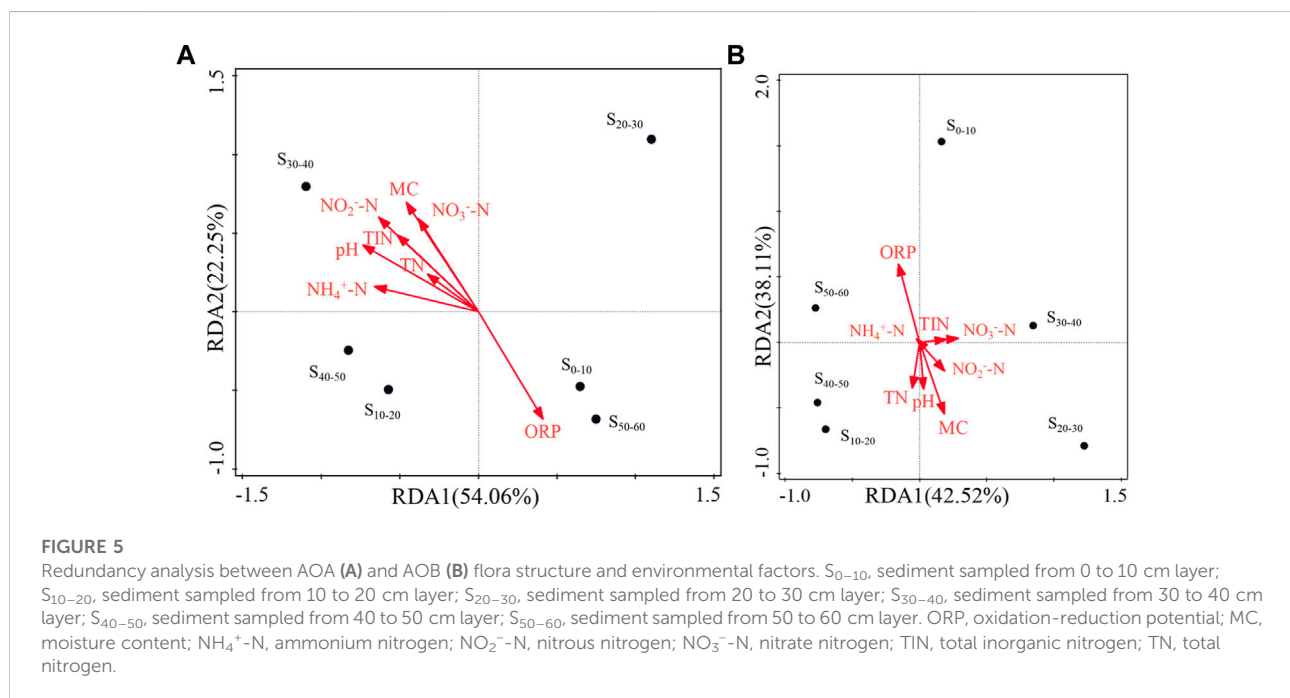 A
1.5
S20-30
S30-40
MC
NO2⁻-N
NO3⁻-N
TIN
pH
TN
NH4⁺-N
RDA2(22.25%)
S40-50
S10-20
S0-10
S50-60
ORP
-1.0
-1.5
RDA1(54.06%)
1.5
B
2.0
S0-10
ORP
S50-60
S30-40
NH4⁺-N
TIN
NO3⁻-N
NO2⁻-N
TN
pH
MC
RDA2(38.11%)
S40-50
S10-20
S20-30
-1.0
-1.0
RDA1(42.52%)
1.5
FIGURE 5
Redundancy analysis between AOA (A) and AOB (B) flora structure and environmental factors. S0–10, sediment sampled from 0 to 10 cm layer;
S10–20, sediment sampled from 10 to 20 cm layer; S20–30, sediment sampled from 20 to 30 cm layer; S30–40, sediment sampled from 30 to 40 cm
layer; S40–50, sediment sampled from 40 to 50 cm layer; S50–60, sediment sampled from 50 to 60 cm layer. ORP, oxidation-reduction potential; MC,
moisture content; NH4⁺-N, ammonium nitrogen; NO2⁻-N, nitrous nitrogen; NO3⁻-N, nitrate nitrogen; TIN, total inorganic nitrogen; TN, total
nitrogen.